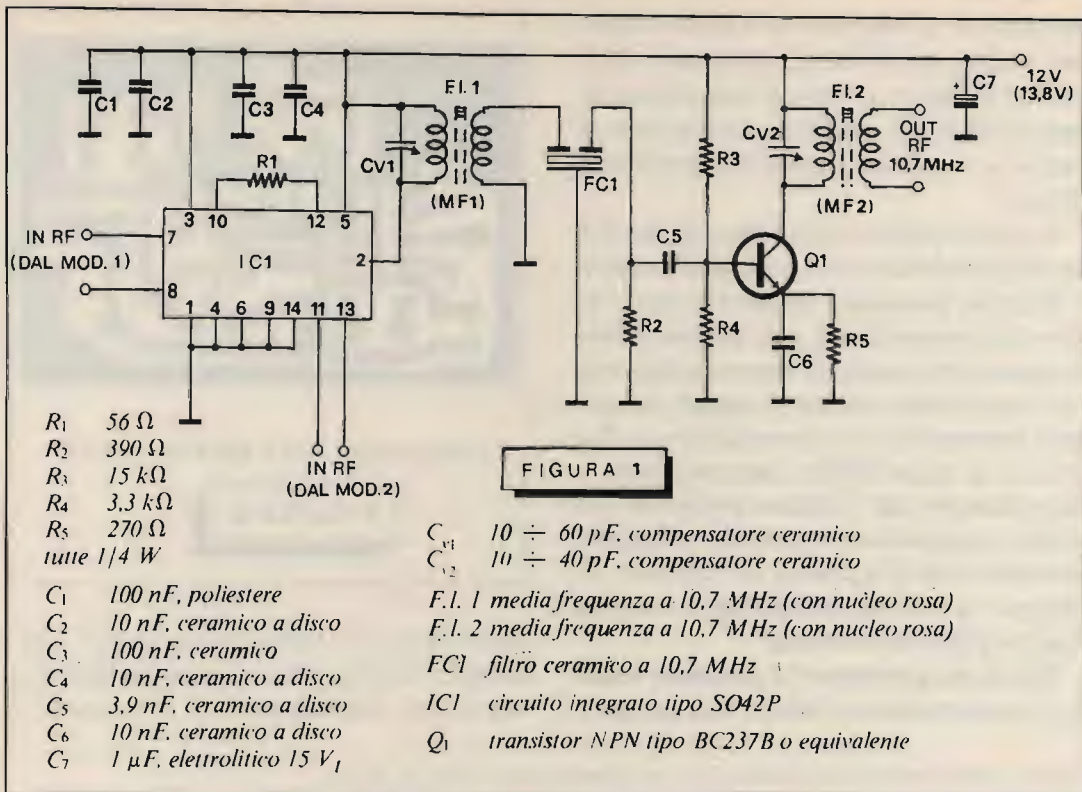 C1
C2
C3
C4
R1
3
10
12
5
IN RF
(DAL MOD. 1)
7
8
IC1
2
1
4
6
9
14
11
13
IN RF
(DAL MOD.2)
CV1
F.I.1
(MF1)
FC1
C5
R2
R3
R4
Q1
C6
R5
CV2
F.I.2
(MF2)
OUT
RF
10,7 MHz
+
C7
12 V
(13,8V)
FIGURA 1
R1 56 Ω
R2 390 Ω
R3 15 kΩ
R4 3,3 kΩ
R5 270 Ω
tutte 1/4 W
C1 100 nF, poliestere
C2 10 nF, ceramico a disco
C3 100 nF, ceramico
C4 10 nF, ceramico a disco
C5 3,9 nF, ceramico a disco
C6 10 nF, ceramico a disco
C7 1 µF, elettrolitico 15 Vl
Cv1 10 ÷ 60 pF, compensatore ceramico
Cv2 10 ÷ 40 pF, compensatore ceramico
F.I. 1 media frequenza a 10,7 MHz (con nucleo rosa)
F.I. 2 media frequenza a 10,7 MHz (con nucleo rosa)
FC1 filtro ceramico a 10,7 MHz
IC1 circuito integrato tipo SO42P
Q1 transistor NPN tipo BC237B o equivalente